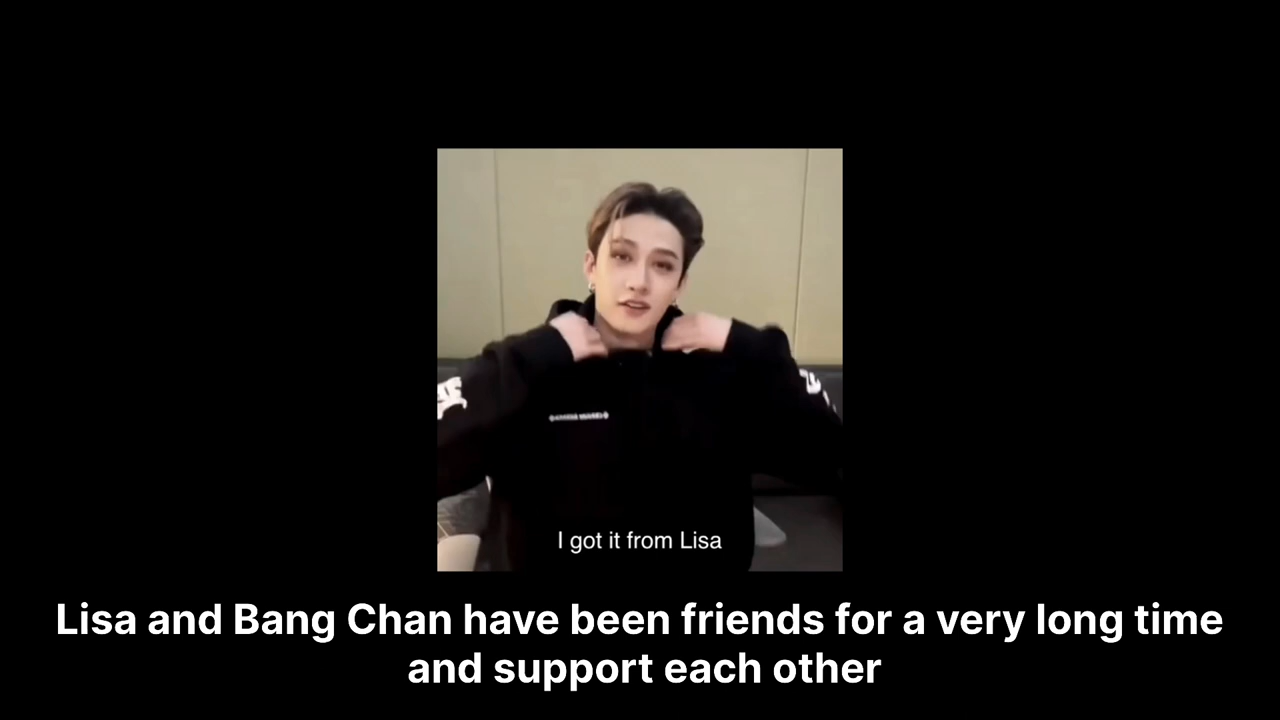 I got it from Lisa
Lisa and Bang Chan have been friends for a very long time
and support each other